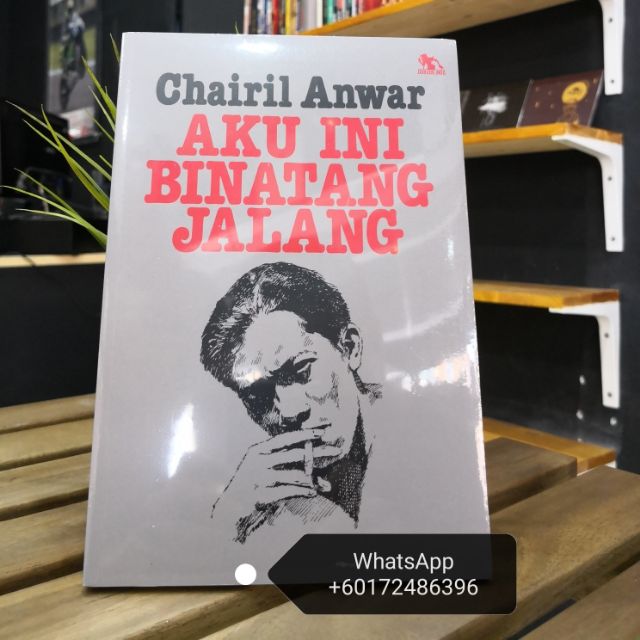 Chairil Anwar
AKU INI
BINATANG
JALANG
WhatsApp
+60172486396